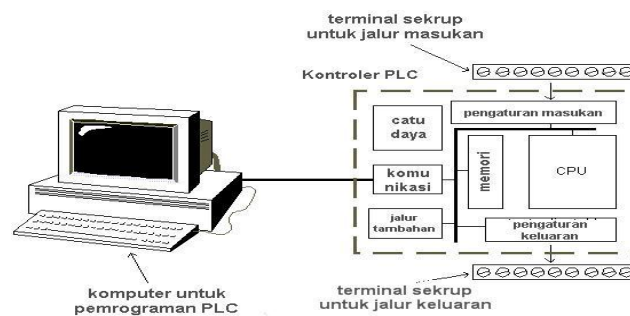 terminal sekrup
untuk jalur masukan
Kontroler PLC
catu
daya
pengaturan masukan
komu
nikasi
memori
CPU
jalur
tambahan
pengaturan
keluaran
komputer untuk
pemrograman PLC
terminal sekrup
untuk jalur keluaran